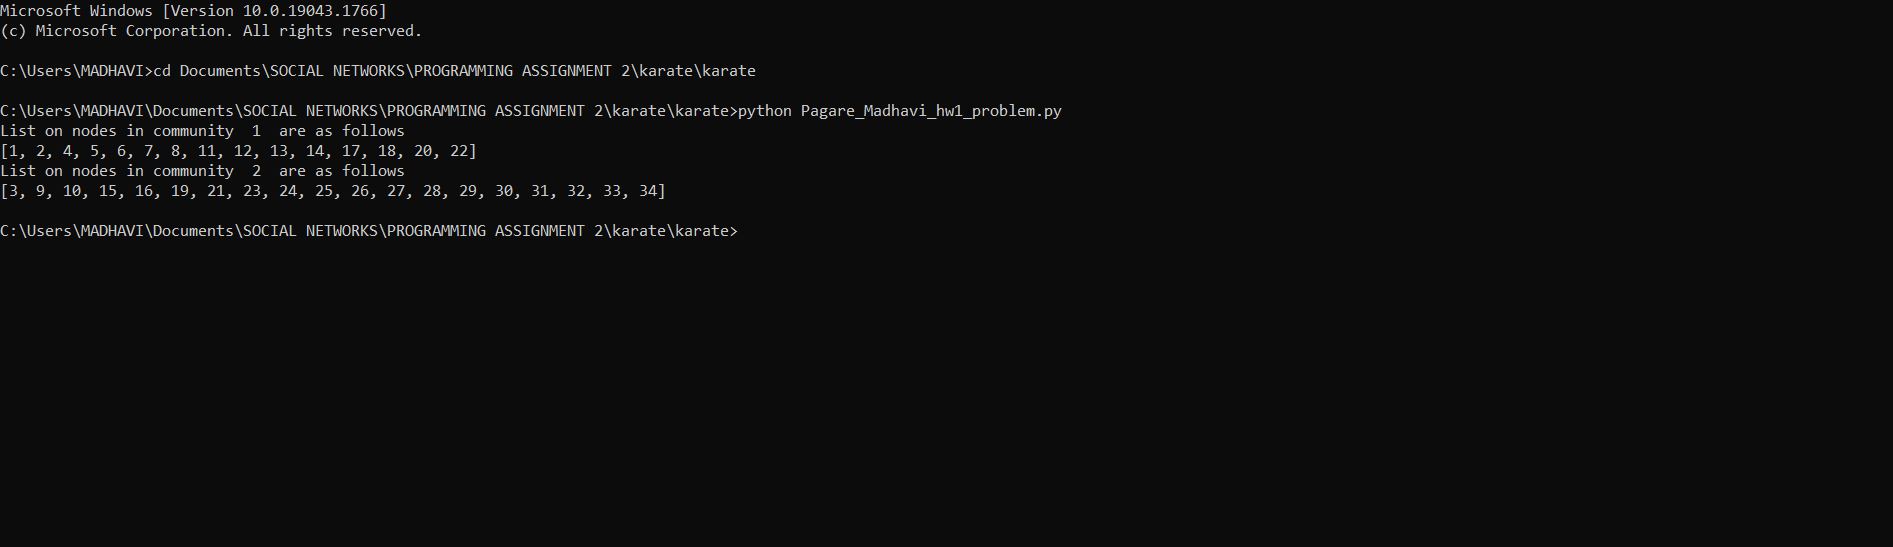 Microsoft Windows [Version 10.0.19043.1766]
(c) Microsoft Corporation. All rights reserved.
C:\Users\MADHAVI>cd Documents\SOCIAL NETWORKS\PROGRAMMING ASSIGNMENT 2\karate\karate
C:\Users\MADHAVI\Documents\SOCIAL NETWORKS\PROGRAMMING ASSIGNMENT 2\karate\karate>python Pagare_Madhavi_hw1_problem.py
List on nodes in community  1  are as follows
[1, 2, 4, 5, 6, 7, 8, 11, 12, 13, 14, 17, 18, 20, 22]
List on nodes in community  2  are as follows
[3, 9, 10, 15, 16, 19, 21, 23, 24, 25, 26, 27, 28, 29, 30, 31, 32, 33, 34]
C:\Users\MADHAVI\Documents\SOCIAL NETWORKS\PROGRAMMING ASSIGNMENT 2\karate\karate>